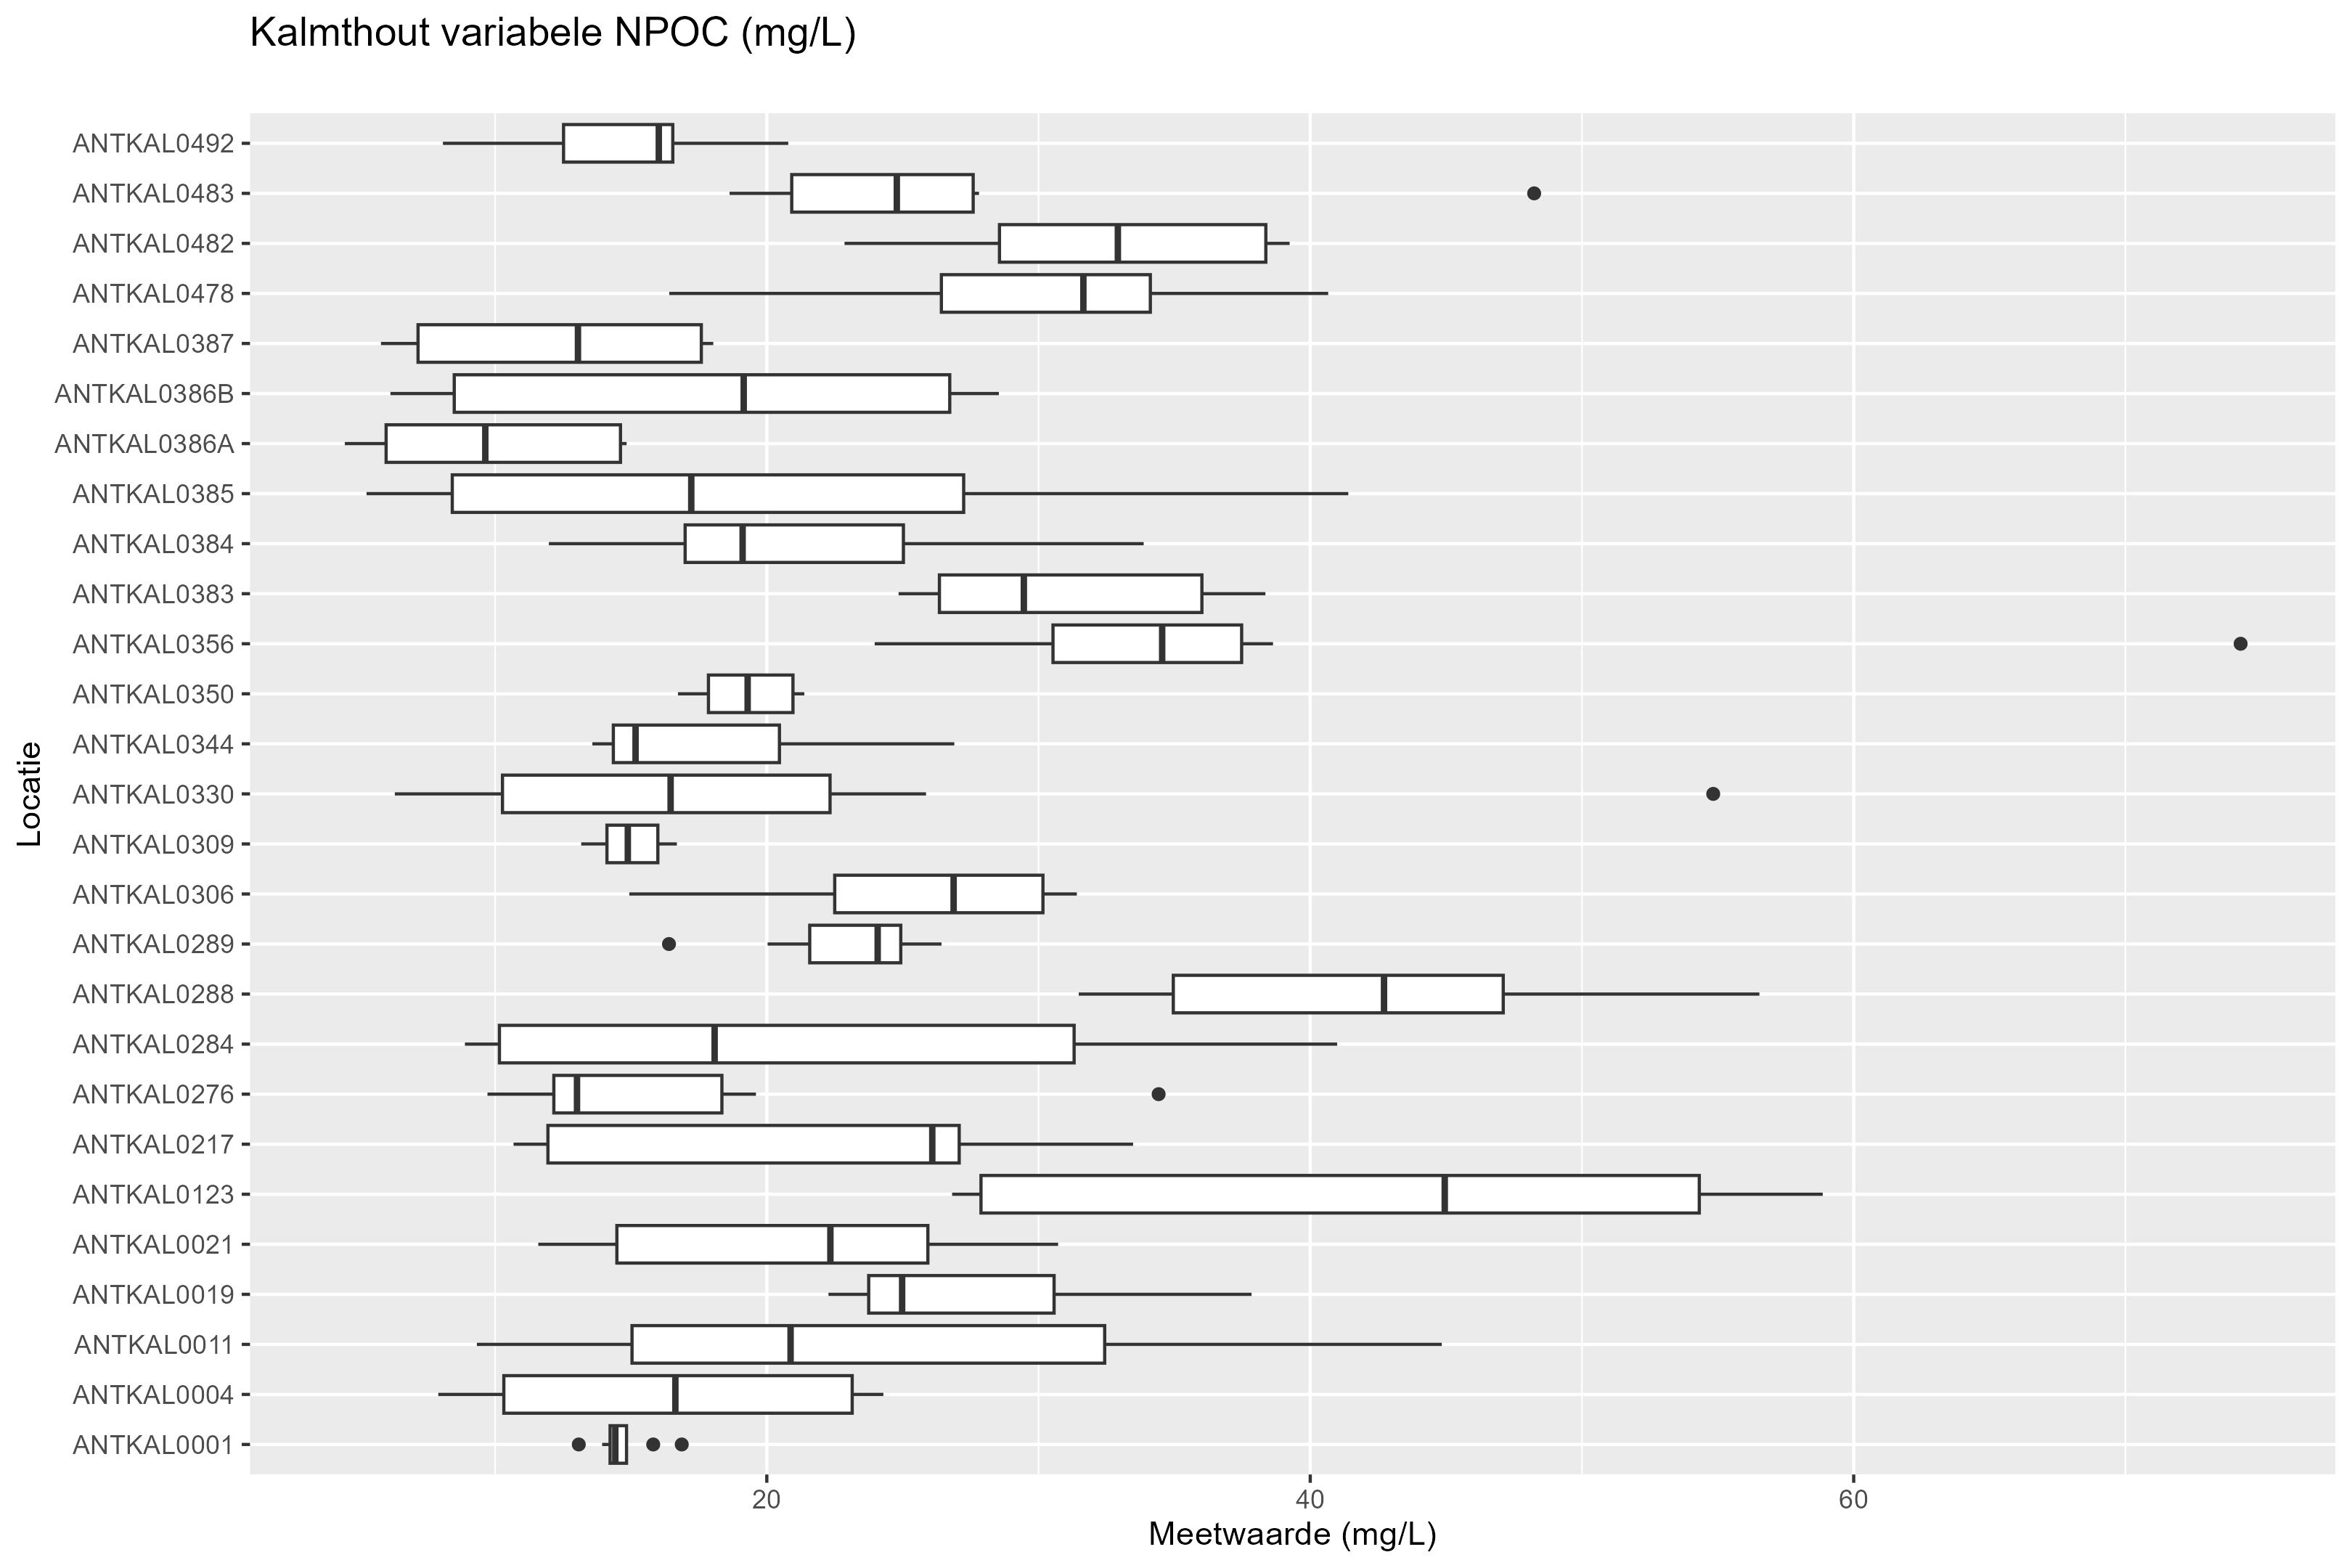 Kalmthout variabele NPOC (mg/L)
ANTKAL0492
ANTKAL0483
ANTKAL0482
ANTKAL0478
ANTKAL0387
ANTKAL0386B
ANTKAL0386A
ANTKAL0385
ANTKAL0384
ANTKAL0383
ANTKAL0356
ANTKAL0350
ANTKAL0344
ANTKAL0330
ANTKAL0309
ANTKAL0306
ANTKAL0289
ANTKAL0288
ANTKAL0284
ANTKAL0276
ANTKAL0217
ANTKAL0123
ANTKAL0021
ANTKAL0019
ANTKAL0011
ANTKAL0004
ANTKAL0001
Locatie
20 40 60
Meetwaarde (mg/L)